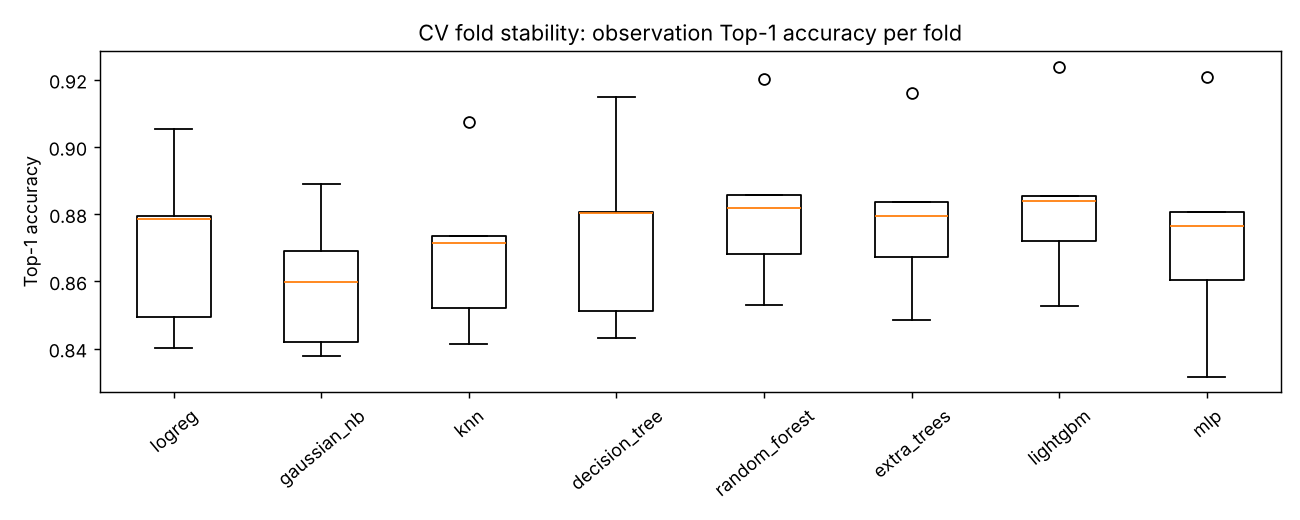 CV fold stability: observation Top-1 accuracy per fold
Top-1 accuracy
0.92
0.90
0.88
0.86
0.84
logreg
gaussian_nb
knn
decision_tree
random_forest
extra_trees
lightgbm
mlp